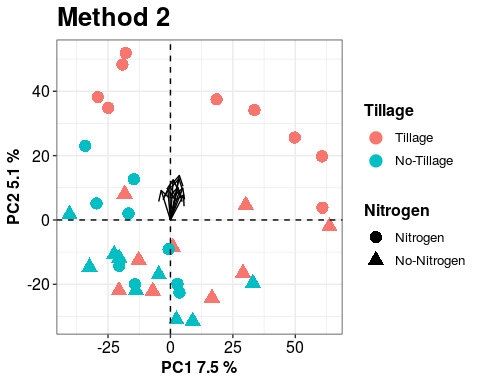 Method 2
PC2 5.1 %
40
20
0
-20
-25
0
25
50
PC1 7.5 %
Tillage
Tillage
No-Tillage
Nitrogen
Nitrogen
No-Nitrogen